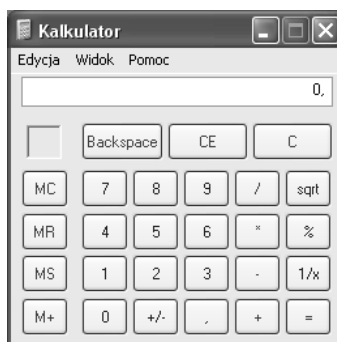 Kalkulator
Edycja Widok Pomoc
0,
Backspace CE C
MC 7 8 9 / sqrt
MR 4 5 6 * %
MS 1 2 3 - 1/x
M+ 0 +/- , + =